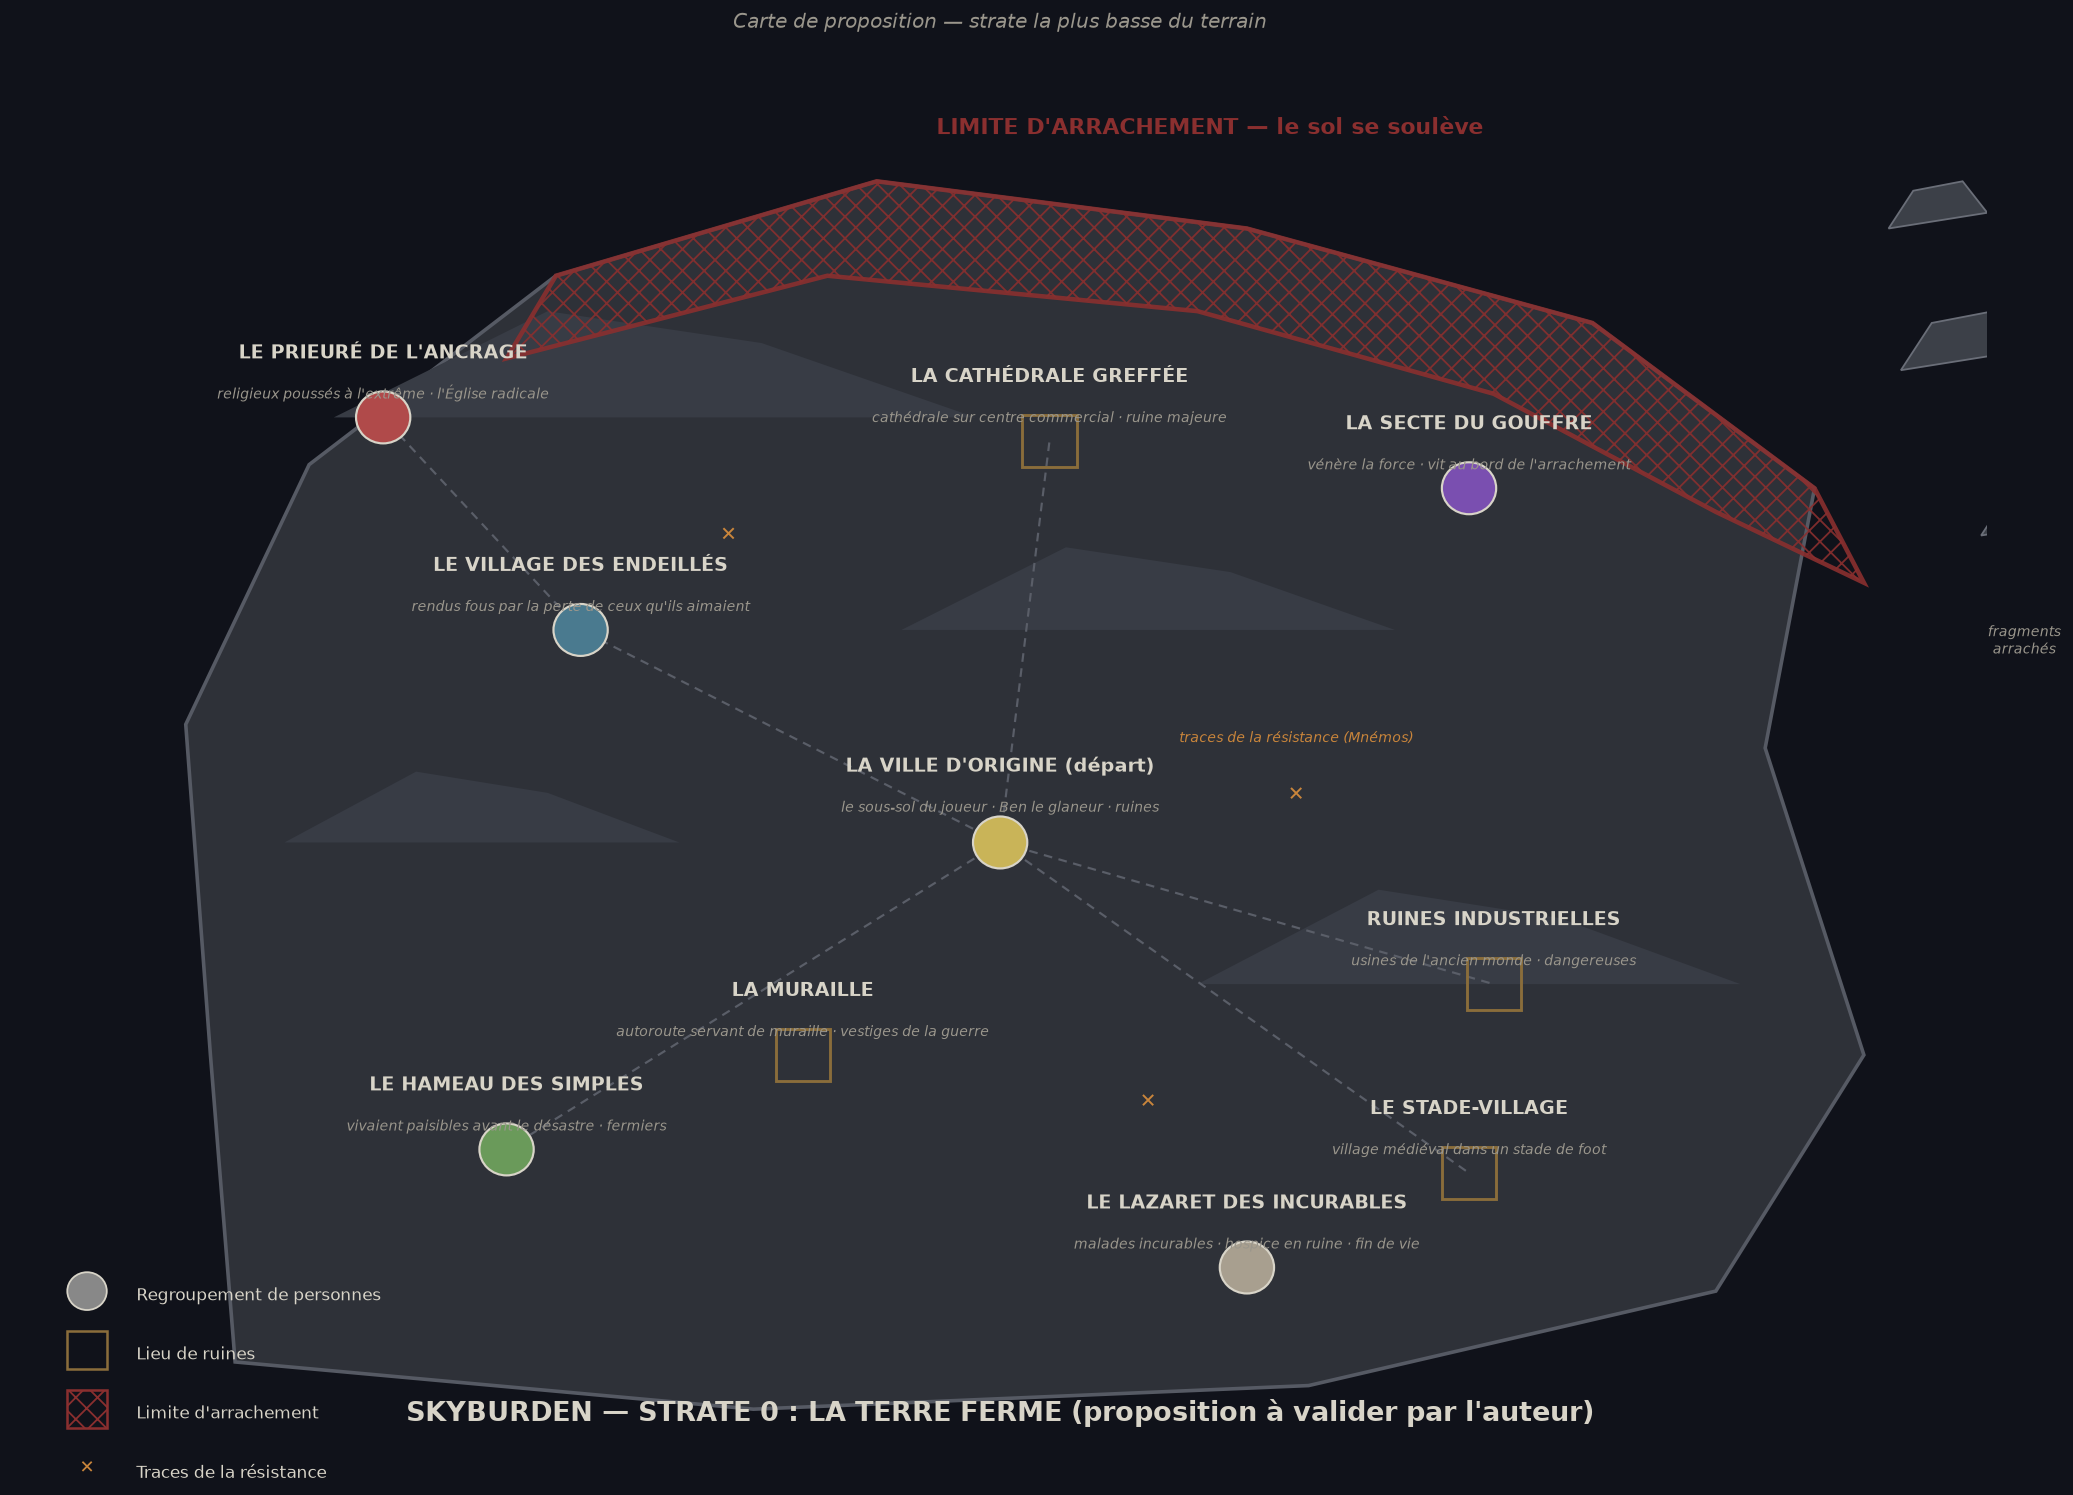 Carte de proposition — strate la plus basse du terrain
LIMITE D'ARRACHEMENT — le sol se soulève
LE PRIEURÉ DE L'ANCRAGE
religieux poussés à l'extrême · l'Église radicale
LA CATHÉDRALE GREFFÉE
cathédrale sur centre commercial · ruine majeure
LA SECTE DU GOUFFRE
vénère la force · vit au bord de l'arrachement
LE VILLAGE DES ENDEILLÉS
rendus fous par la perte de ceux qu'ils aimaient
fragments
arrachés
traces de la résistance (Mnémos)
LA VILLE D'ORIGINE (départ)
le sous-sol du joueur · Ben le glaneur · ruines
RUINES INDUSTRIELLES
usines de l'ancien monde · dangereuses
LA MURAILLE
autoroute servant de muraille · vestiges de la guerre
LE HAMEAU DES SIMPLES
vivaient paisibles avant le désastre · fermiers
LE STADE-VILLAGE
village médiéval dans un stade de foot
LE LAZARET DES INCURABLES
malades incurables · hospice en ruine · fin de vie
Regroupement de personnes
Lieu de ruines
Limite d'arrachement
Traces de la résistance
SKYBURDEN — STRATE 0 : LA TERRE FERME (proposition à valider par l'auteur)